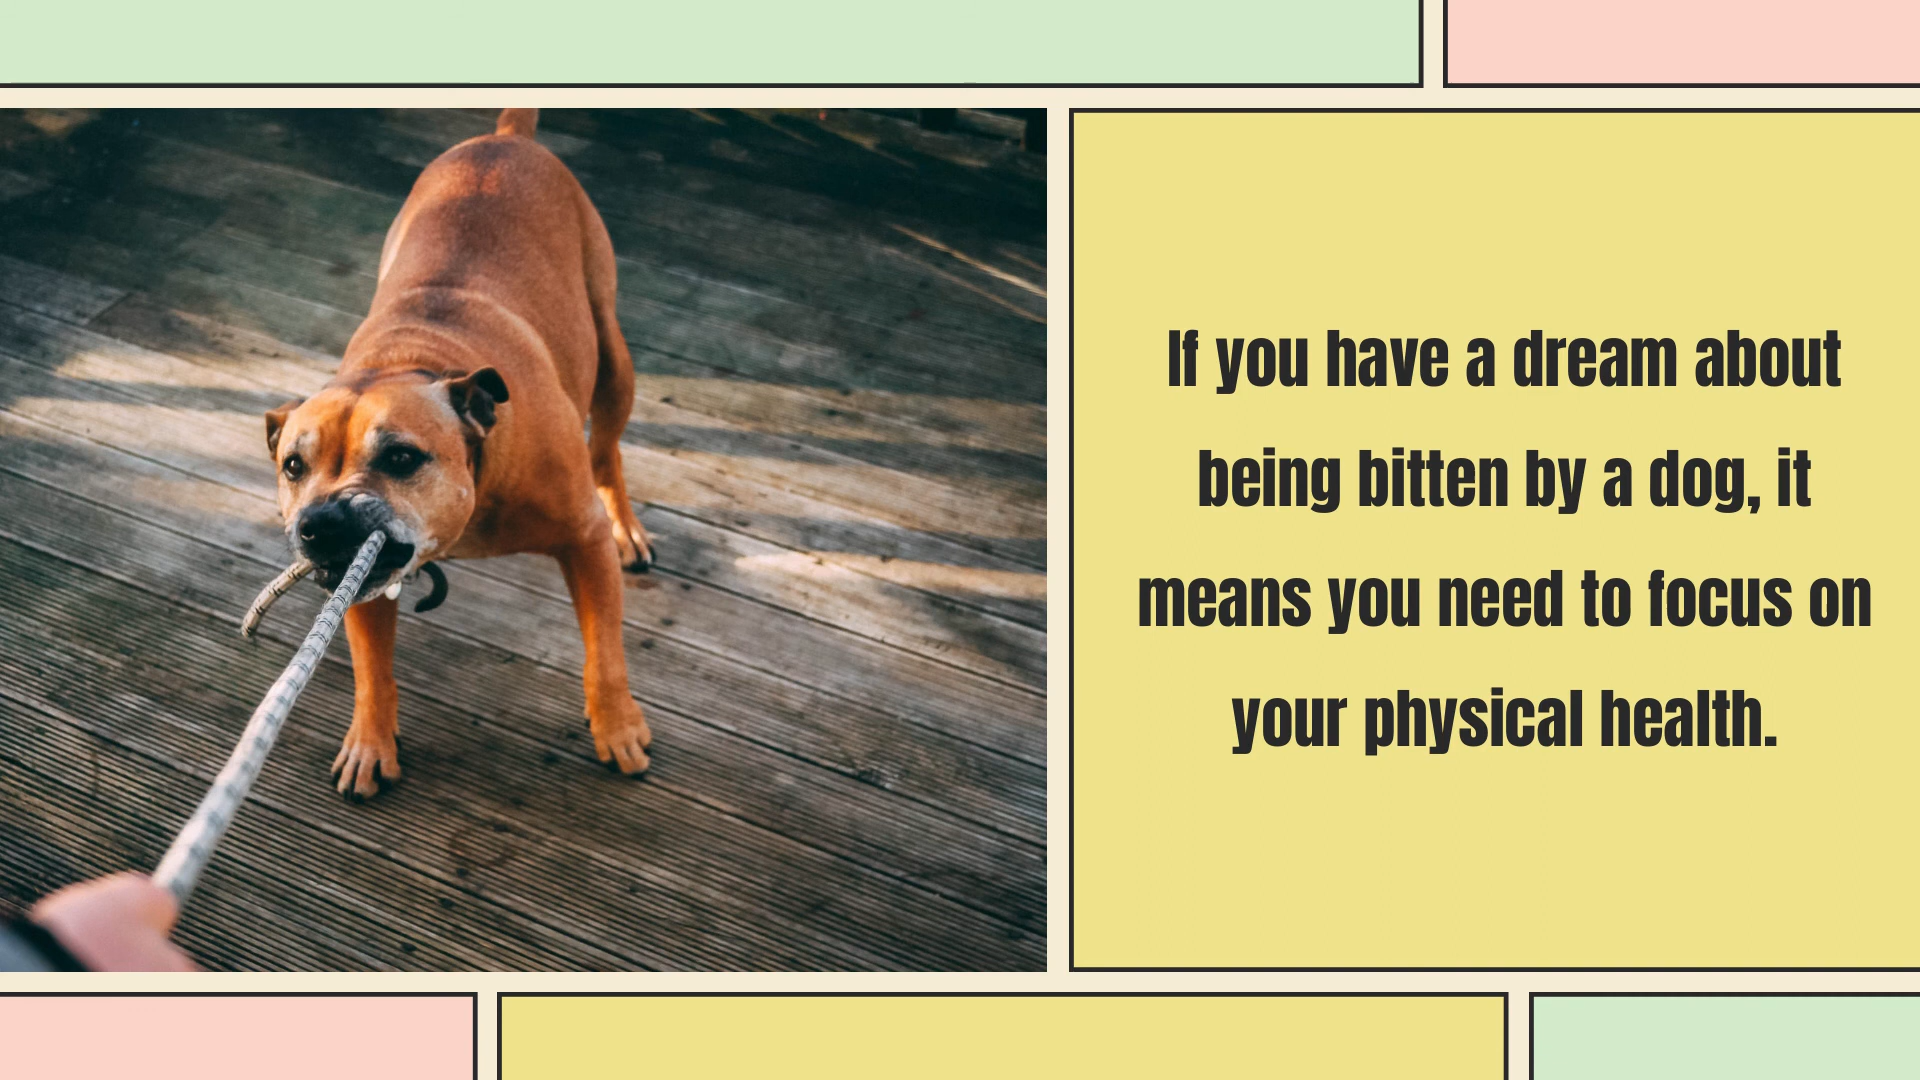 If you have a dream about
being bitten by a dog, it
means you need to focus on
your physical health.